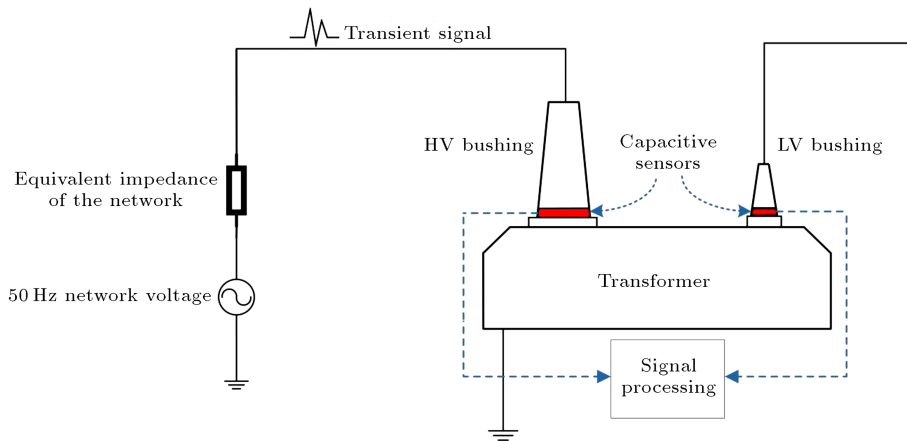 Transient signal
HV bushing
Capacitive
sensors
LV bushing
Equivalent impedance
of the network
50 Hz network voltage
Transformer
Signal
processing